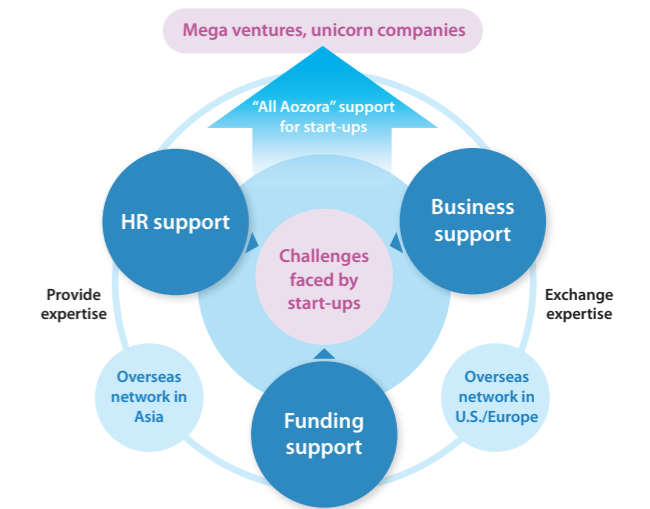 Mega ventures, unicorn companies
“All Aozora” support
for start-ups
HR support
Business
support
Challenges
faced by
start-ups
Provide
expertise
Exchange
expertise
Overseas
network in
Asia
Overseas
network in
U.S./Europe
Funding
support